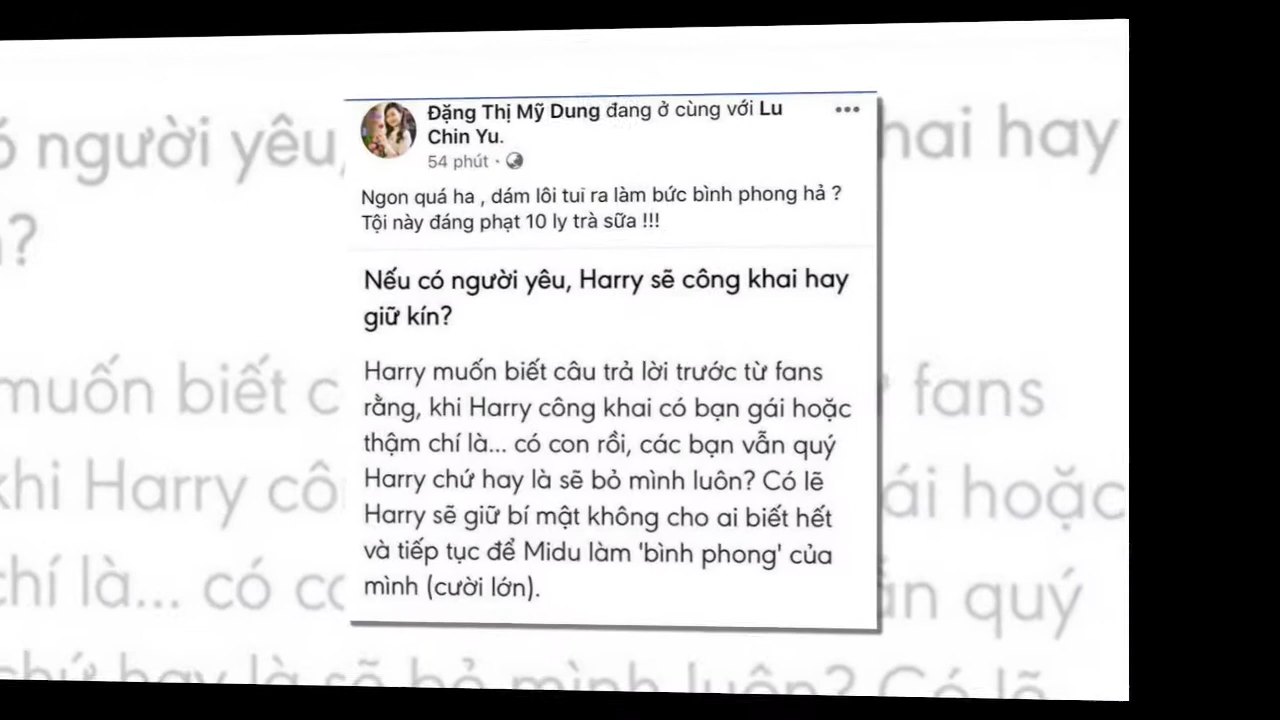 Đặng Thị Mỹ Dung đang ở cùng với Lu
Chin Yu.
54 phút
Ngon quá ha , dám lôi tui ra làm bức bình phong hả ?
Tội này đáng phạt 10 ly trà sữa !!!
Nếu có người yêu, Harry sẽ công khai hay
giữ kín?
Harry muốn biết câu trả lời trước từ fans
rằng, khi Harry công khai có bạn gái hoặc
thậm chí là... có con rồi, các bạn vẫn quý
Harry chứ hay là sẽ bỏ mình luôn? Có lẽ
Harry sẽ giữ bí mật không cho ai biết hết
và tiếp tục để Midu làm 'bình phong' của
mình (cười lớn).